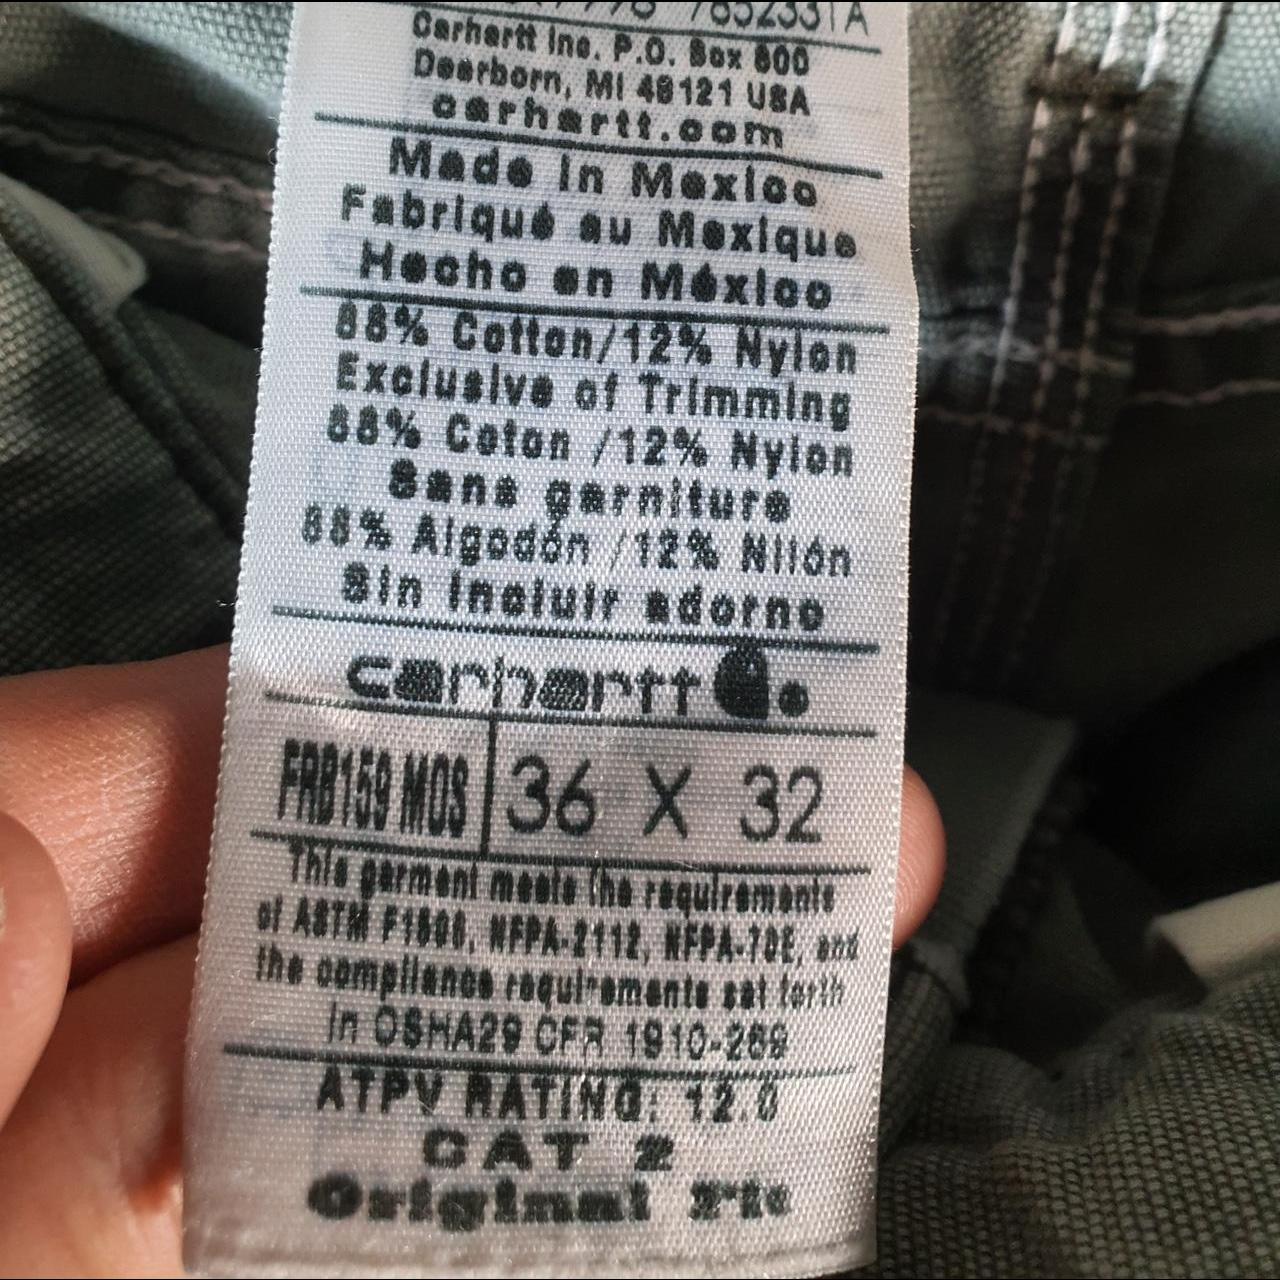 7852331A
Carhartt Inc. P.O. Box 800
Dearborn, MI 48121 USA
carhartt.com
Made in Mexico
Fabriqué au Mexique
Hecho en México
88% Cotton/12% Nylon
Exclusive of Trimming
88% Coton /12% Nylon
Sans garniture
88% Algodón /12% Nilón
Sin incluir adorno
carhartt
FRB159 MOS 36 X 32
This garment meets the requirements
of ASTM F1506, NFPA-2112, NFPA-70E, and
the compliance requirements set forth
in OSHA29 CFR 1910-269
ATPV RATING: 12.0
CAT 2
Original Fit